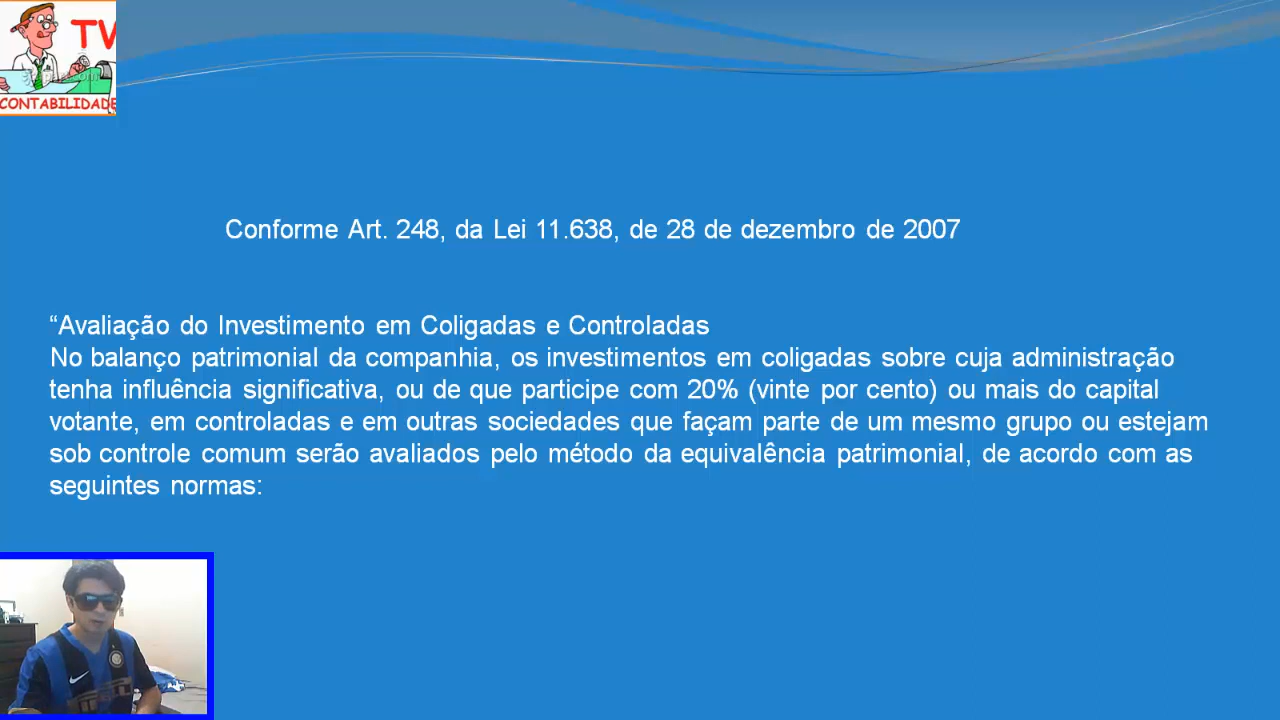 TV
CONTABILIDADE
Conforme Art. 248, da Lei 11.638, de 28 de dezembro de 2007
“Avaliação do Investimento em Coligadas e Controladas
No balanço patrimonial da companhia, os investimentos em coligadas sobre cuja administração
tenha influência significativa, ou de que participe com 20% (vinte por cento) ou mais do capital
votante, em controladas e em outras sociedades que façam parte de um mesmo grupo ou estejam
sob controle comum serão avaliados pelo método da equivalência patrimonial, de acordo com as
seguintes normas: